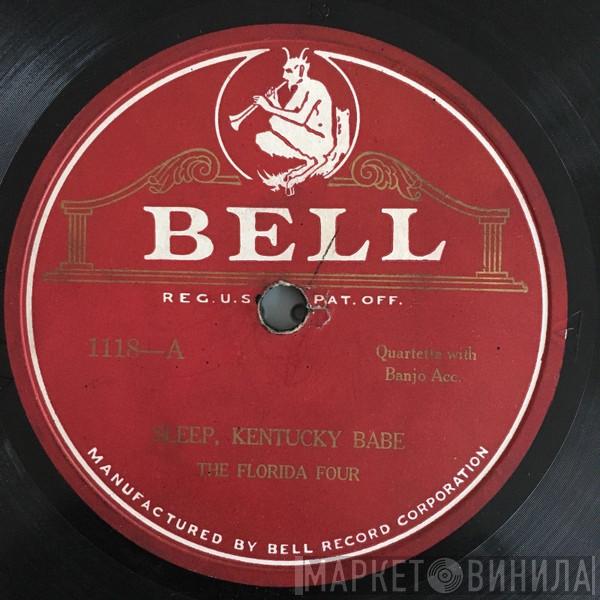 BELL
REG. U.S. PAT. OFF.
1118—A
Quartette with
Banjo Acc.
SLEEP, KENTUCKY BABE
THE FLORIDA FOUR
MANUFACTURED BY BELL RECORD CORPORATION
МАРКЕТ ВИНИЛА